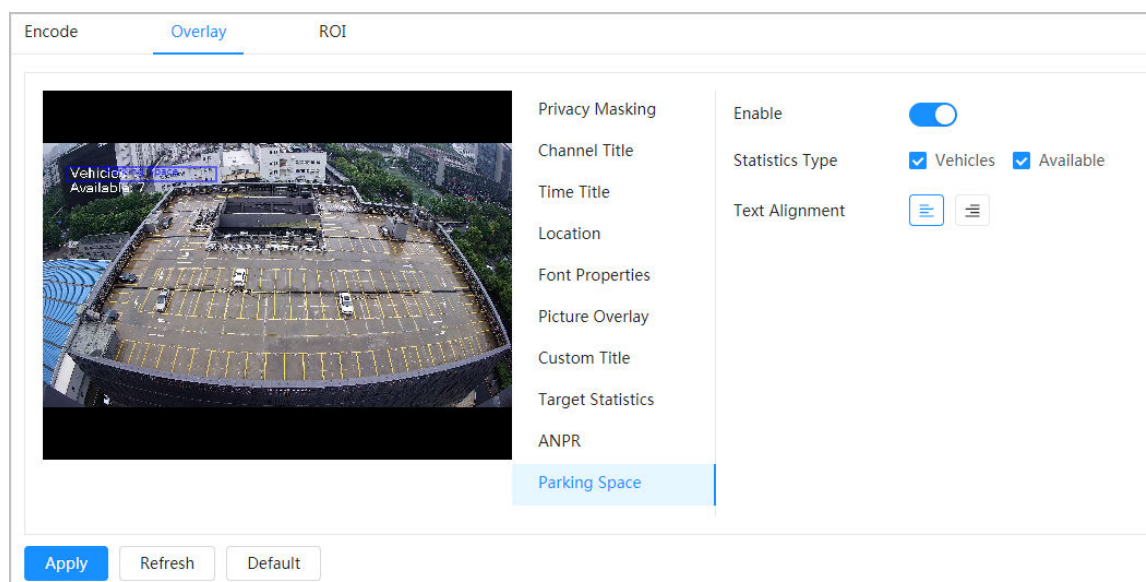 Encode Overlay ROI
Available: 7
Privacy Masking
Channel Title
Time Title
Location
Font Properties
Picture Overlay
Custom Title
Target Statistics
ANPR
Parking Space
Enable
Statistics Type Vehicles Available
Text Alignment
Apply Refresh Default